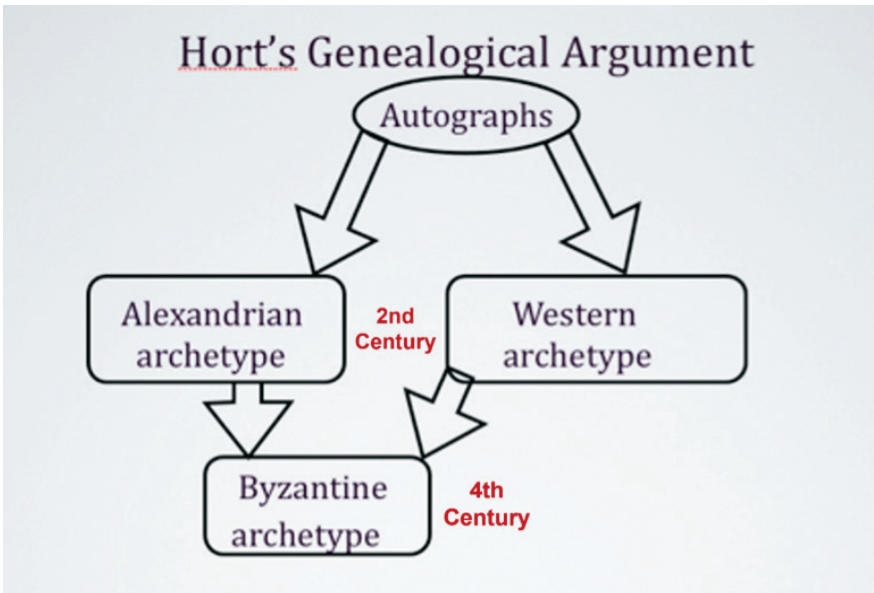 Hort's Genealogical Argument
Autographs
Alexandrian
archetype
2nd
Century
Western
archetype
Byzantine
archetype
4th
Century